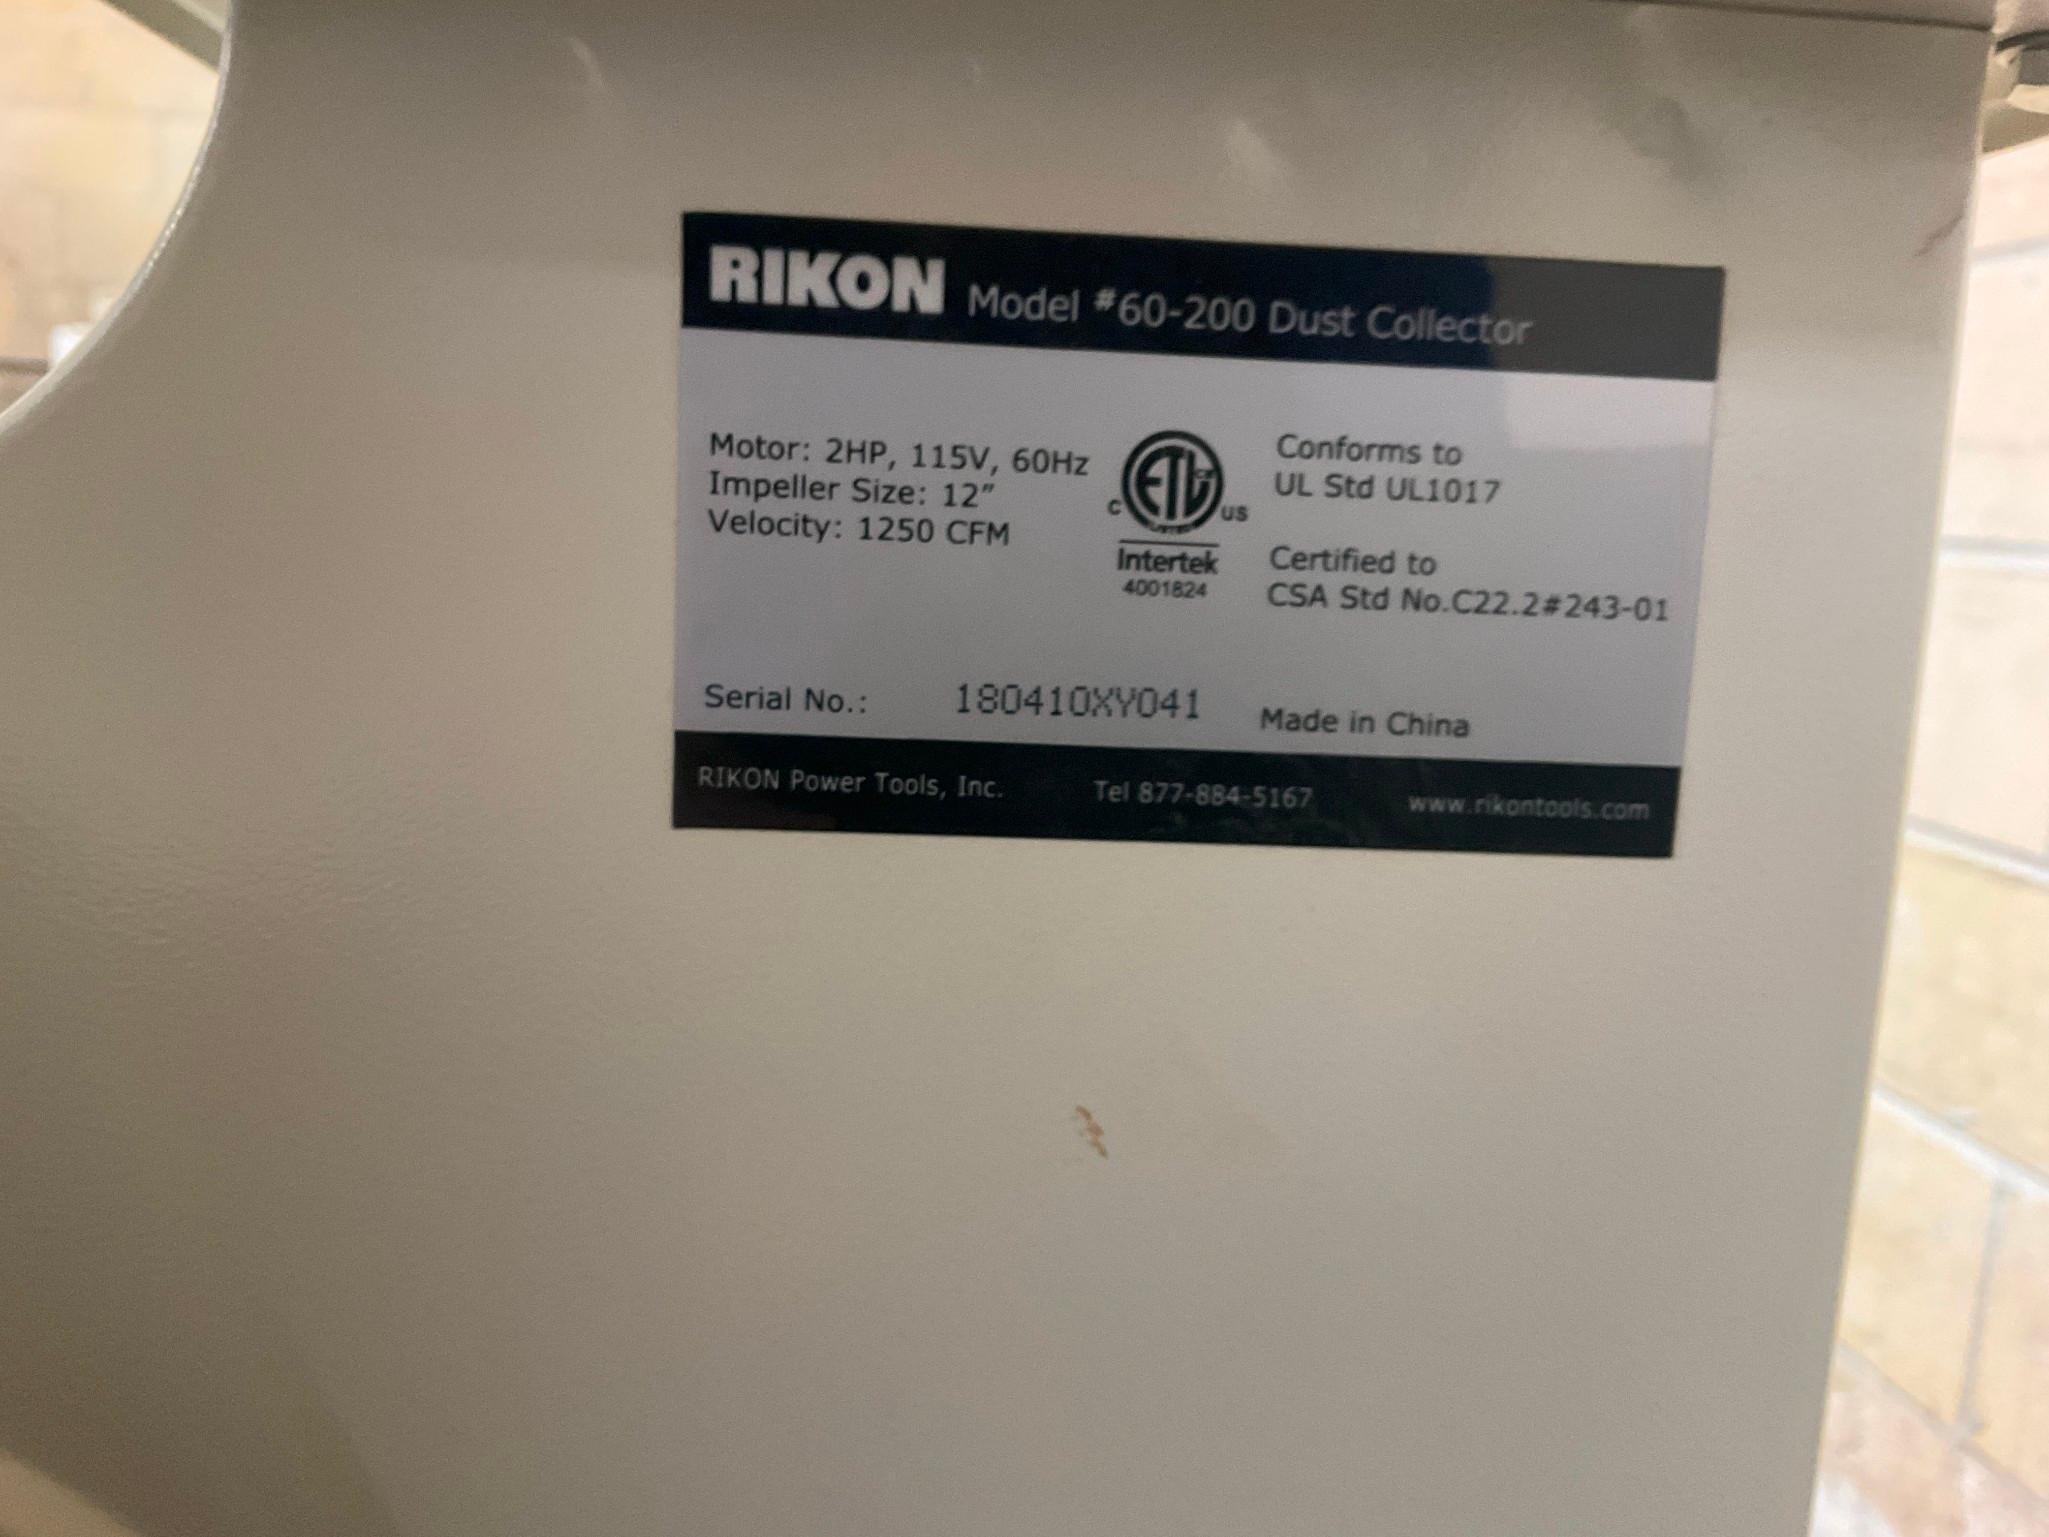 RIKON Model #60-200 Dust Collector
Motor: 2HP, 115V, 60Hz
Impeller Size: 12"
Velocity: 1250 CFM
ETL
c us
Intertek
4001824
Conforms to
UL Std UL1017
Certified to
CSA Std No.C22.2#243-01
Serial No.: 180410XY041 Made in China
RIKON Power Tools, Inc. Tel 877-884-5167 www.rikontools.com